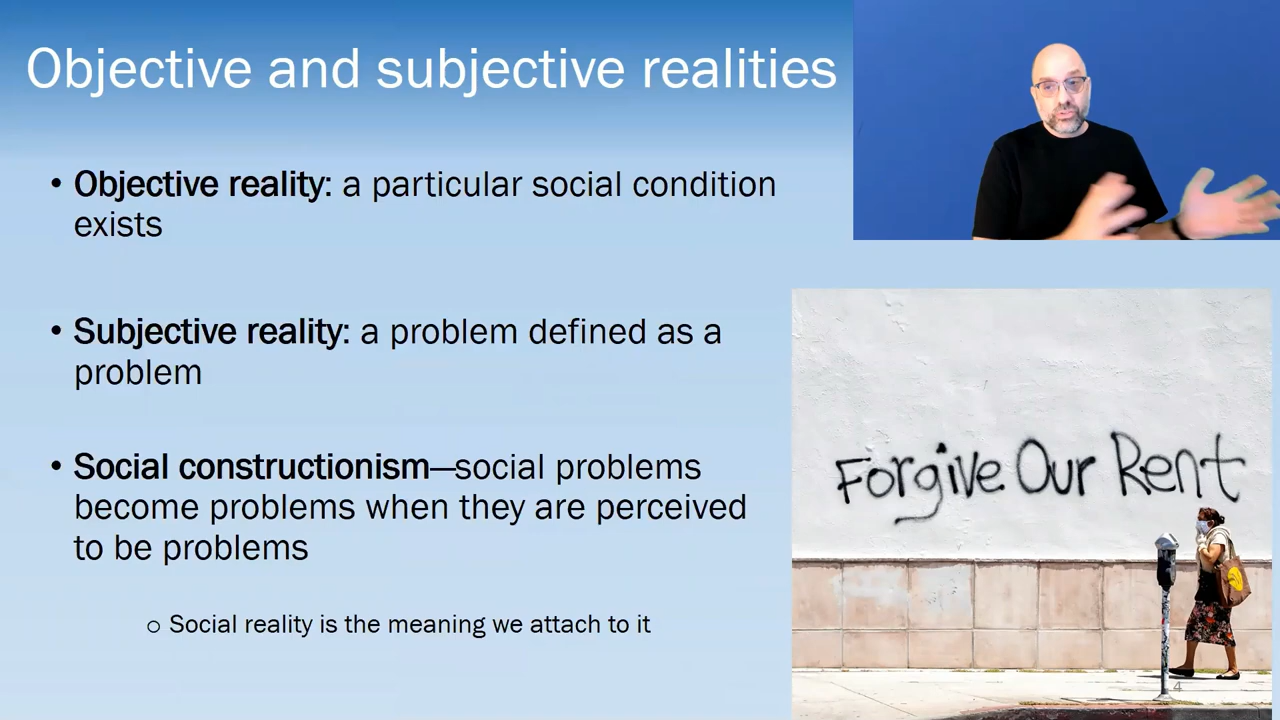 Objective and subjective realities
• Objective reality: a particular social condition
exists
• Subjective reality: a problem defined as a
problem
• Social constructionism—social problems
become problems when they are perceived
to be problems
○ Social reality is the meaning we attach to it
Forgive Our Rent
4